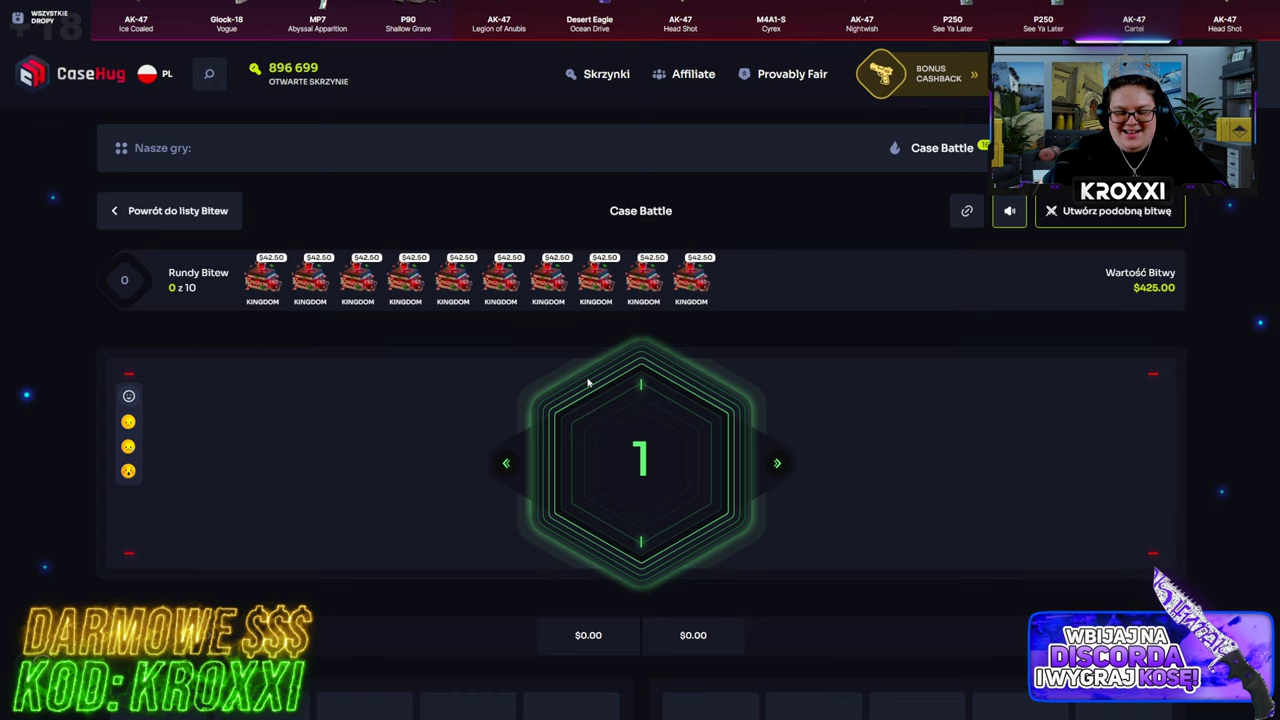 WSZYSTKIE
DROPY
+18
AK-47
Ice Coaled
Glock-18
Vogue
MP7
Abyssal Apparition
P90
Shallow Grave
AK-47
Legion of Anubis
Desert Eagle
Ocean Drive
AK-47
Head Shot
M4A1-S
Cyrex
AK-47
Nightwish
P250
See Ya Later
P250
See Ya Later
AK-47
Cartel
AK-47
Head Shot
CaseHug
PL
896 699
OTWARTE SKRZYNIE
Skrzynki
Affiliate
Provably Fair
BONUS
CASHBACK
Nasze gry:
Case Battle
KROXXI
Powrót do listy Bitew
Case Battle
Utwórz podobną bitwę
0
Rundy Bitew
0 z 10
$42.50
KINGDOM
$42.50
KINGDOM
$42.50
KINGDOM
$42.50
KINGDOM
$42.50
KINGDOM
$42.50
KINGDOM
$42.50
KINGDOM
$42.50
KINGDOM
$42.50
KINGDOM
$42.50
KINGDOM
Wartość Bitwy
$425.00
1
$0.00
$0.00
DARMOWE $$$
KOD: KROXXI
WBIJAJ NA
DISCORDA
I WYGRAJ KOSĘ!